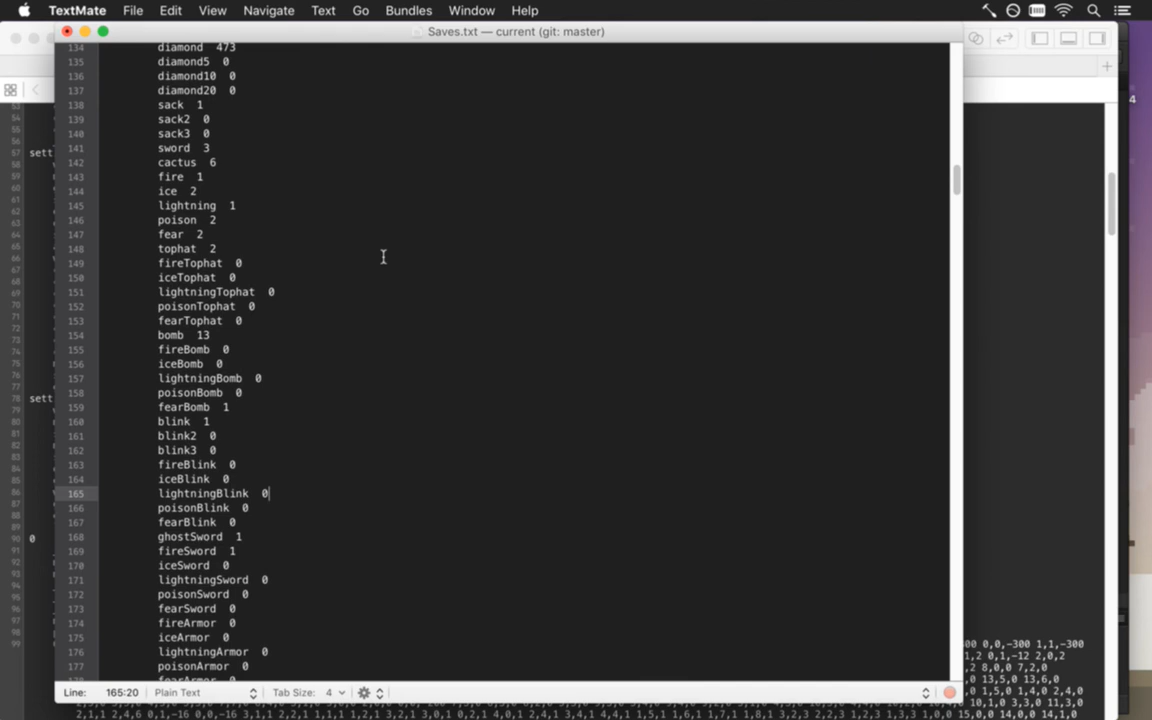 TextMate File Edit View Navigate Text Go Bundles Window Help
Saves.txt — current (git: master)
134 diamond 473
135 diamond5 0
136 diamond10 0
137 diamond20 0
138 sack 1
139 sack2 0
140 sack3 0
141 sword 3
142 cactus 6
143 fire 1
144 ice 2
145 lightning 1
146 poison 2
147 fear 2
148 tophat 2
149 fireTophat 0
150 iceTophat 0
151 lightningTophat 0
152 poisonTophat 0
153 fearTophat 0
154 bomb 13
155 fireBomb 0
156 iceBomb 0
157 lightningBomb 0
158 poisonBomb 0
159 fearBomb 1
160 blink 1
161 blink2 0
162 blink3 0
163 fireBlink 0
164 iceBlink 0
165 lightningBlink 0
166 poisonBlink 0
167 fearBlink 0
168 ghostSword 1
169 fireSword 1
170 iceSword 0
171 lightningSword 0
172 poisonSword 0
173 fearSword 0
174 fireArmor 0
175 iceArmor 0
176 lightningArmor 0
177 poisonArmor 0
Line: 165:20 Plain Text Tab Size: 4